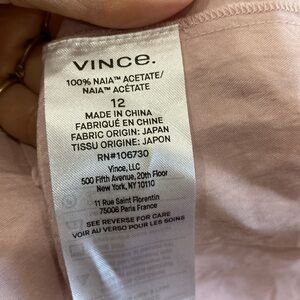 VINCE.
100% NAIA™ ACETATE/
NAIA™ ACÉTATE
12
MADE IN CHINA
FABRIQUÉ EN CHINE
FABRIC ORIGIN: JAPAN
TISSU ORIGINE: JAPON
RN#106730
Vince, LLC
500 Fifth Avenue, 20th Floor
New York, NY 10110
11 Rue Saint Florentin
75008 Paris France
SEE REVERSE FOR CARE
VOIR AU VERSO POUR LES SOINS